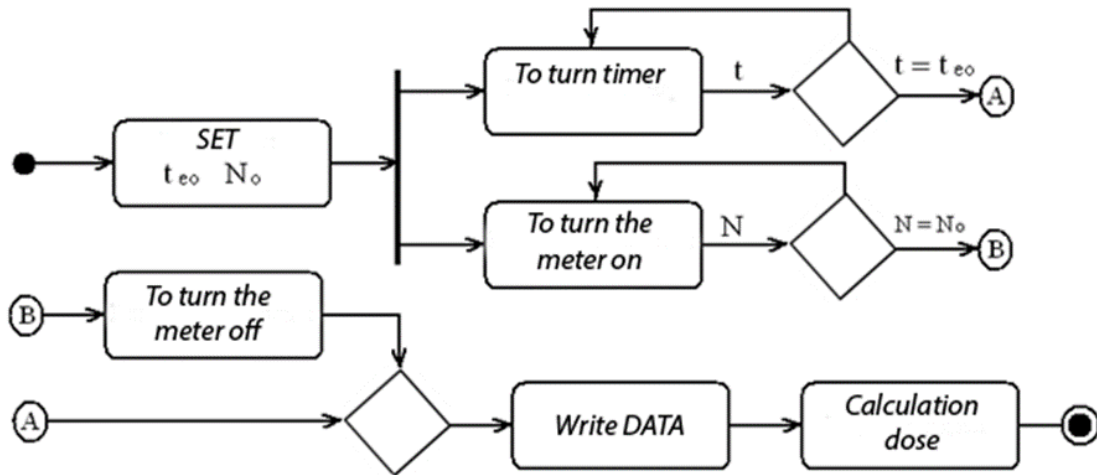 To turn timer
t
t = t eo
A
SET
t eo N o
To turn the
meter on
N
N = N o
B
B
To turn the
meter off
A
Write DATA
Calculation
dose